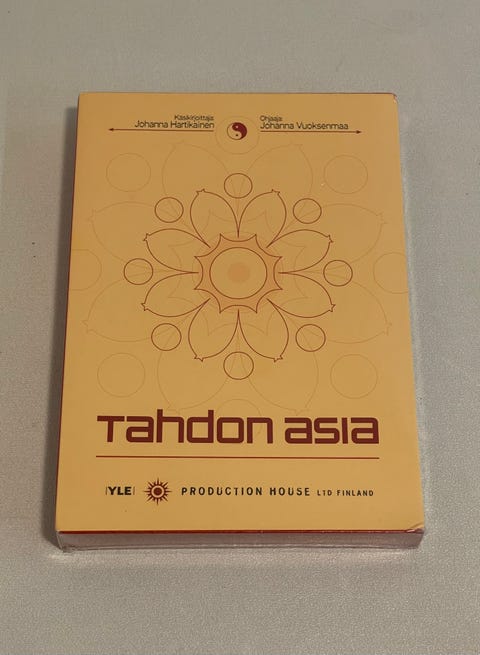 Käsikirjoittaja
Johanna Hartikainen
Ohjaaja
Johanna Vuoksenmaa
Tahdon asia
YLE PRODUCTION HOUSE LTD FINLAND